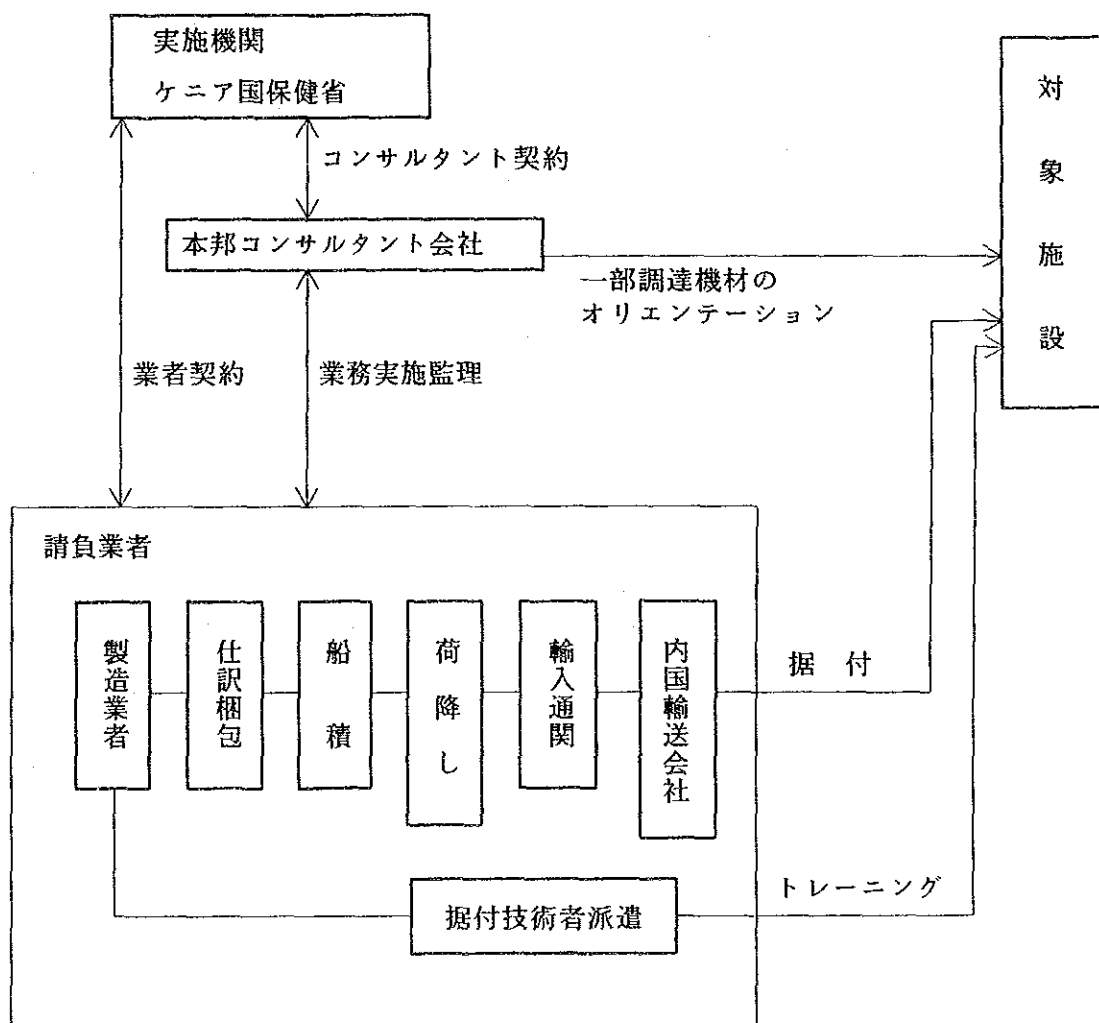 実施機関
ケニア国保健省
対象施設
コンサルタント契約
本邦コンサルタント会社
一部調達機材の
オリエンテーション
業者契約
業務実施監理
請負業者
製造業者
仕訳梱包
船積
荷降し
輸入通関
内国輸送会社
据付
トレーニング
据付技術者派遣